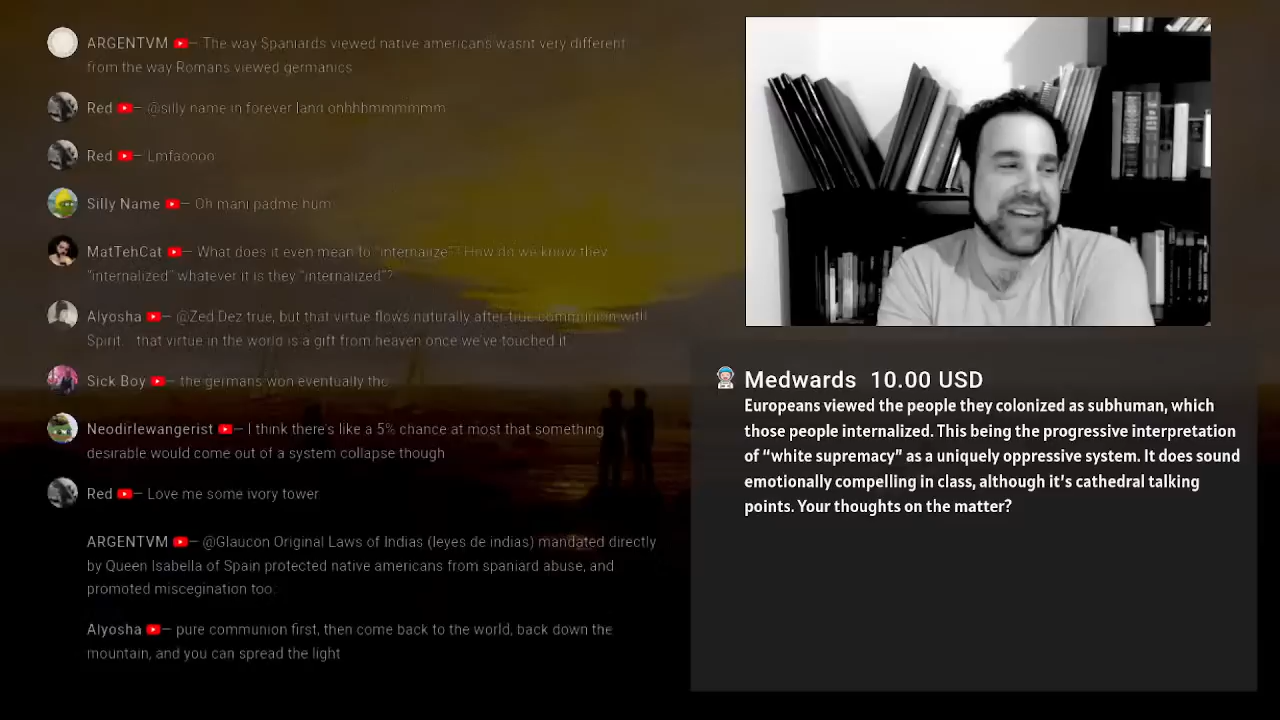 ARGENTVM — The way Spaniards viewed native americans wasnt very different
from the way Romans viewed germanics
Red — @silly name in forever land ohhhbmmmmmm
Red — Lmfaoooo
Silly Name — Oh mani padme hum
MatTehCat — What does it even mean to "internalize"? How do we know they
"internalized" whatever it is they "internalized"?
Alyosha — @Zed Dez true, but that virtue flows naturally after true communion with
Spirit... that virtue in the world is a gift from heaven once we've touched it
Sick Boy — the germans won eventually tho
Neodirlewangerist — I think there's like a 5% chance at most that something
desirable would come out of a system collapse though
Red — Love me some ivory tower
ARGENTVM — @Glaucon Original Laws of Indias (leyes de indias) mandated directly
by Queen Isabella of Spain protected native americans from spaniard abuse, and
promoted miscegination too.
Alyosha — pure communion first, then come back to the world, back down the
mountain, and you can spread the light
Medwards 10.00 USD
Europeans viewed the people they colonized as subhuman, which
those people internalized. This being the progressive interpretation
of “white supremacy” as a uniquely oppressive system. It does sound
emotionally compelling in class, although it’s cathedral talking
points. Your thoughts on the matter?